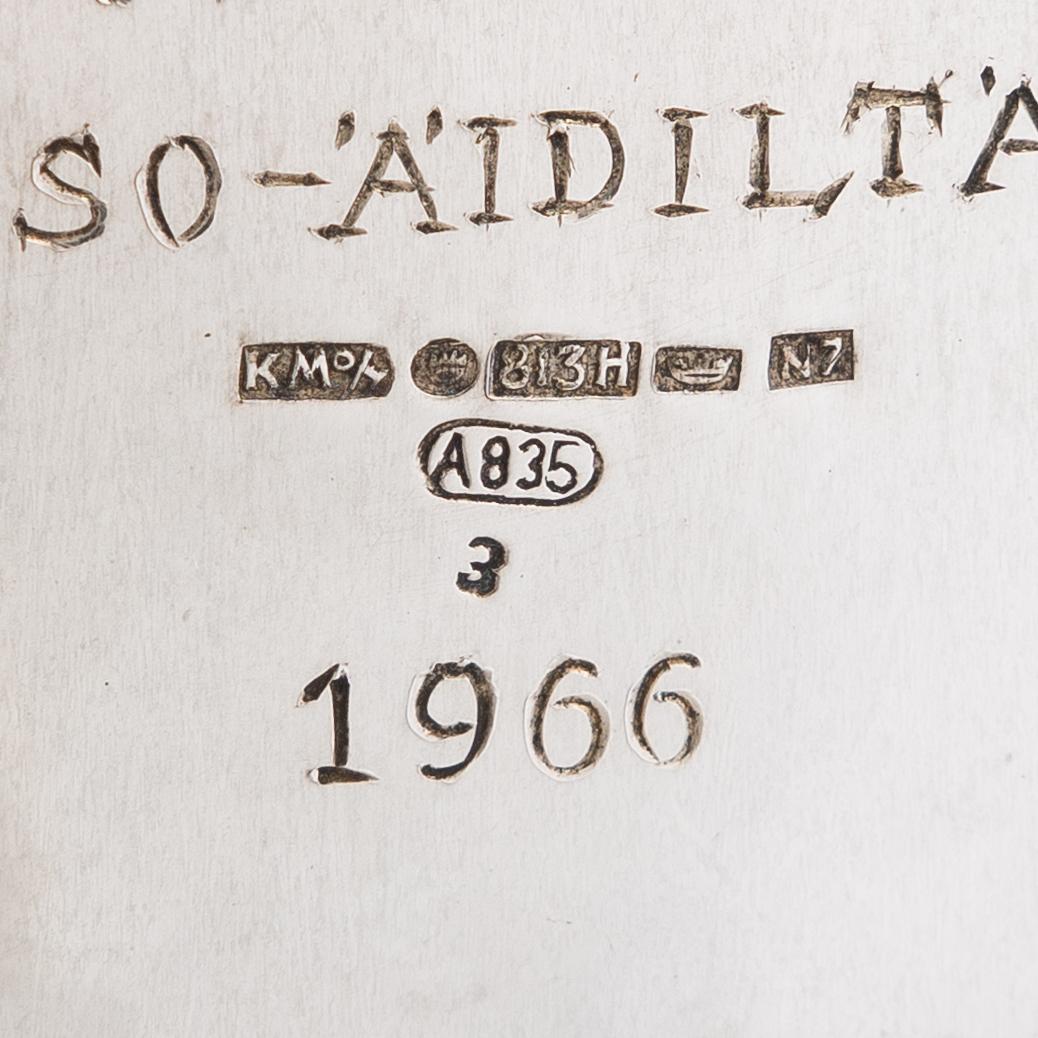 SO-ÄIDILTÄ
KMO/Y 813H N7
A835
3
1966